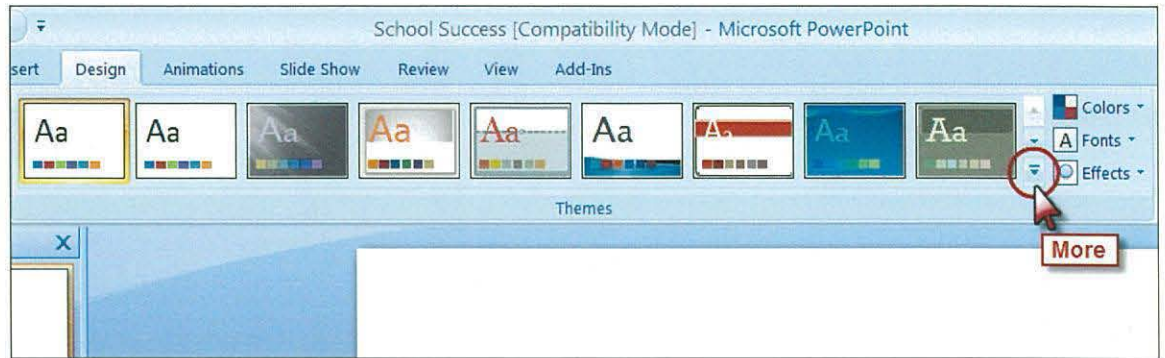 School Success [Compatibility Mode] - Microsoft PowerPoint
sert Design Animations Slide Show Review View Add-Ins
Aa Aa Aa Aa Aa Aa Aa Aa Aa
Colors
A Fonts
Effects
Themes
X
More